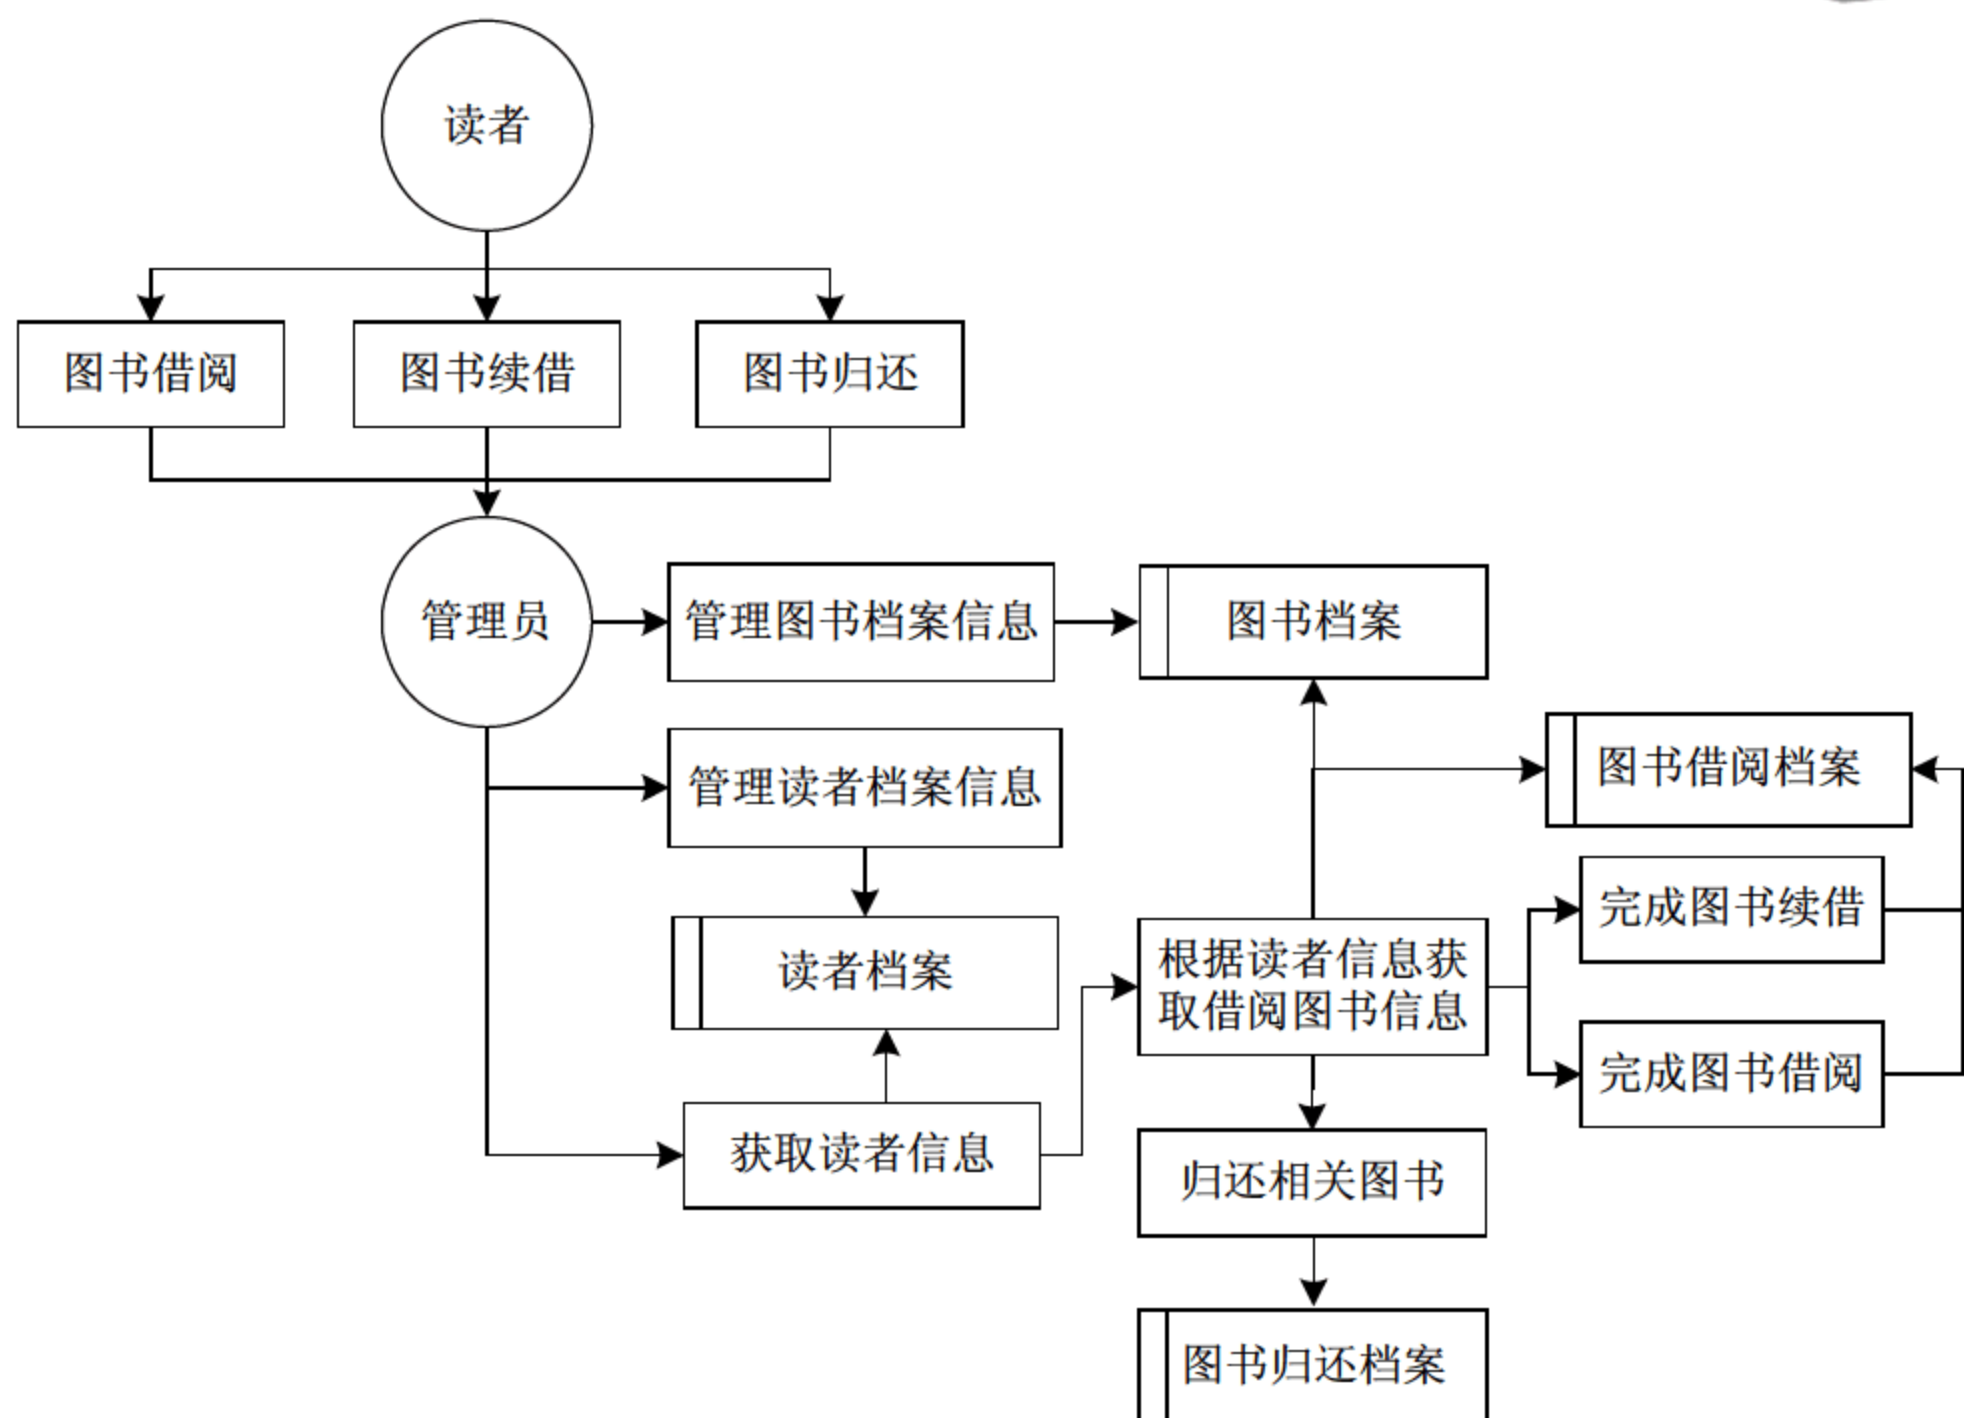 读者
图书借阅
图书续借
图书归还
管理员
管理图书档案信息
图书档案
管理读者档案信息
图书借阅档案
完成图书续借
读者档案
根据读者信息获
取借阅图书信息
完成图书借阅
获取读者信息
归还相关图书
图书归还档案